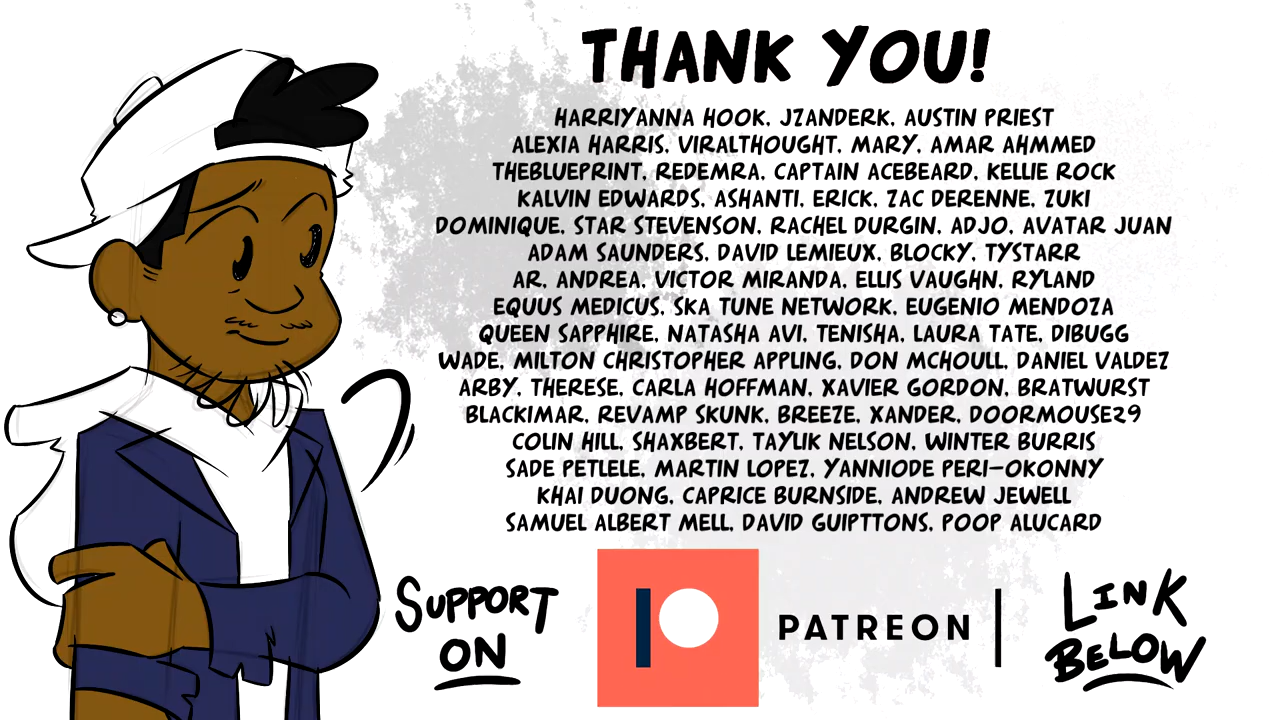 THANK YOU!
HARRIYANNA HOOK, JZANDERK, AUSTIN PRIEST
ALEXIA HARRIS, VIRALTHOUGHT, MARY, AMAR AHMMED
THEBLUEPRINT, REDEMRA, CAPTAIN ACEBEARD, KELLIE ROCK
KALVIN EDWARDS, ASHANTI, ERICK, ZAC DERENNE, ZUKI
DOMINIQUE, STAR STEVENSON, RACHEL DURGIN, ADJO, AVATAR JUAN
ADAM SAUNDERS, DAVID LEMIEUX, BLOCKY, TYSTARR
AR, ANDREA, VICTOR MIRANDA, ELLIS VAUGHN, RYLAND
EQUUS MEDICUS, SKA TUNE NETWORK, EUGENIO MENDOZA
QUEEN SAPPHIRE, NATASHA AVI, TENISHA, LAURA TATE, DIBUGG
WADE, MILTON CHRISTOPHER APPLING, DON MCHOULL, DANIEL VALDEZ
ARBY, THERESE, CARLA HOFFMAN, XAVIER GORDON, BRATWURST
BLACKIMAR, REVAMP SKUNK, BREEZE, XANDER, DOORMOUSE29
COLIN HILL, SHAXBERT, TAYLIK NELSON, WINTER BURRIS
SADE PETLELE, MARTIN LOPEZ, YANNIODE PERI-OKONNY
KHAI DUONG, CAPRICE BURNSIDE, ANDREW JEWELL
SAMUEL ALBERT MELL, DAVID GUIPTTONS, POOP ALUCARD
SUPPORT
ON
PATREON
LINK
BELOW